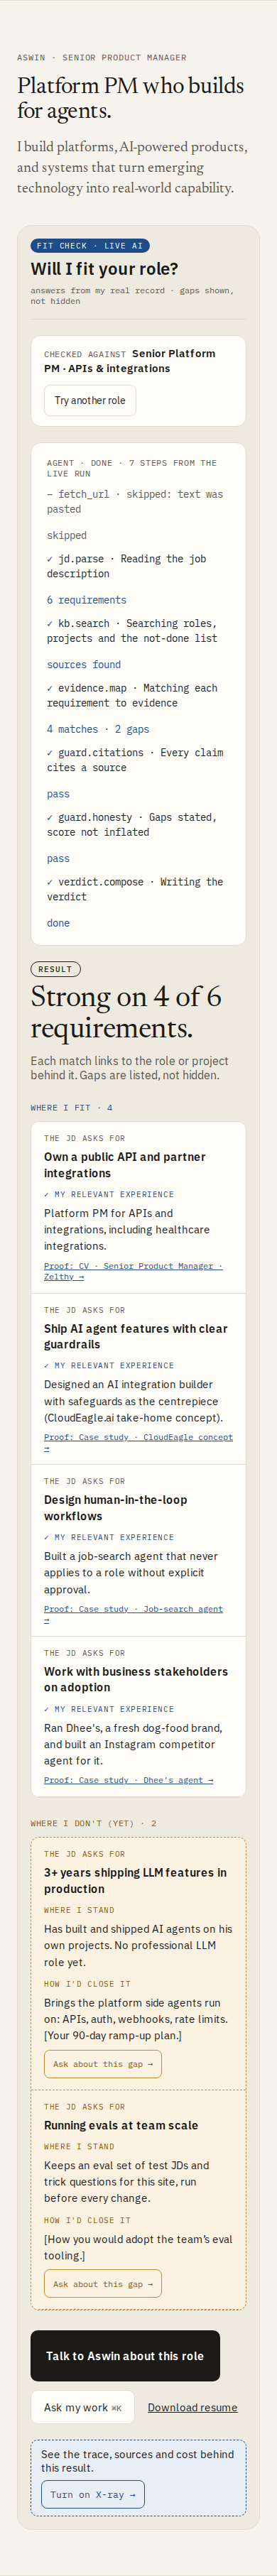 ASWIN · SENIOR PRODUCT MANAGER
Platform PM who builds
for agents.
I build platforms, AI-powered products,
and systems that turn emerging
technology into real-world capability.
FIT CHECK · LIVE AI
Will I fit your role?
answers from my real record · gaps shown,
not hidden
CHECKED AGAINST Senior Platform
PM · APIs & integrations
Try another role
AGENT · DONE · 7 STEPS FROM THE
LIVE RUN
– fetch_url · skipped: text was
pasted
skipped
✓ jd.parse · Reading the job
description
6 requirements
✓ kb.search · Searching roles,
projects and the not-done list
sources found
✓ evidence.map · Matching each
requirement to evidence
4 matches · 2 gaps
✓ guard.citations · Every claim
cites a source
pass
✓ guard.honesty · Gaps stated,
score not inflated
pass
✓ verdict.compose · Writing the
verdict
done
RESULT
Strong on 4 of 6
requirements.
Each match links to the role or project
behind it. Gaps are listed, not hidden.
WHERE I FIT · 4
THE JD ASKS FOR
Own a public API and partner
integrations
✓ MY RELEVANT EXPERIENCE
Platform PM for APIs and
integrations, including healthcare
integrations.
Proof: CV · Senior Product Manager ·
Zelthy →
THE JD ASKS FOR
Ship AI agent features with clear
guardrails
✓ MY RELEVANT EXPERIENCE
Designed an AI integration builder
with safeguards as the centrepiece
(CloudEagle.ai take-home concept).
Proof: Case study · CloudEagle concept
→
THE JD ASKS FOR
Design human-in-the-loop
workflows
✓ MY RELEVANT EXPERIENCE
Built a job-search agent that never
applies to a role without explicit
approval.
Proof: Case study · Job-search agent
→
THE JD ASKS FOR
Work with business stakeholders
on adoption
✓ MY RELEVANT EXPERIENCE
Ran Dhee's, a fresh dog-food brand,
and built an Instagram competitor
agent for it.
Proof: Case study · Dhee's agent →
WHERE I DON'T (YET) · 2
THE JD ASKS FOR
3+ years shipping LLM features in
production
WHERE I STAND
Has built and shipped AI agents on his
own projects. No professional LLM
role yet.
HOW I'D CLOSE IT
Brings the platform side agents run
on: APIs, auth, webhooks, rate limits.
[Your 90-day ramp-up plan.]
Ask about this gap →
THE JD ASKS FOR
Running evals at team scale
WHERE I STAND
Keeps an eval set of test JDs and
trick questions for this site, run
before every change.
HOW I'D CLOSE IT
[How you would adopt the team's eval
tooling.]
Ask about this gap →
Talk to Aswin about this role
Ask my work ⌘K Download resume
See the trace, sources and cost behind
this result.
Turn on X-ray →